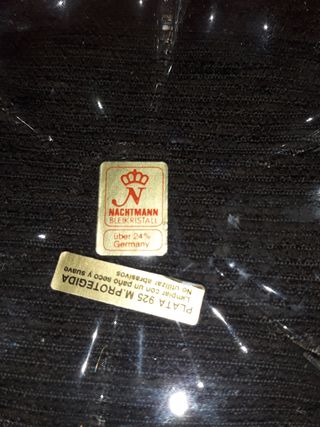 N
NACHTMANN
BLEIKRISTALL
über 24%
Germany
PLATA 925 M.PROTEGIDA
Limpiar con un paño seco y suave
No utilizar abrasivos